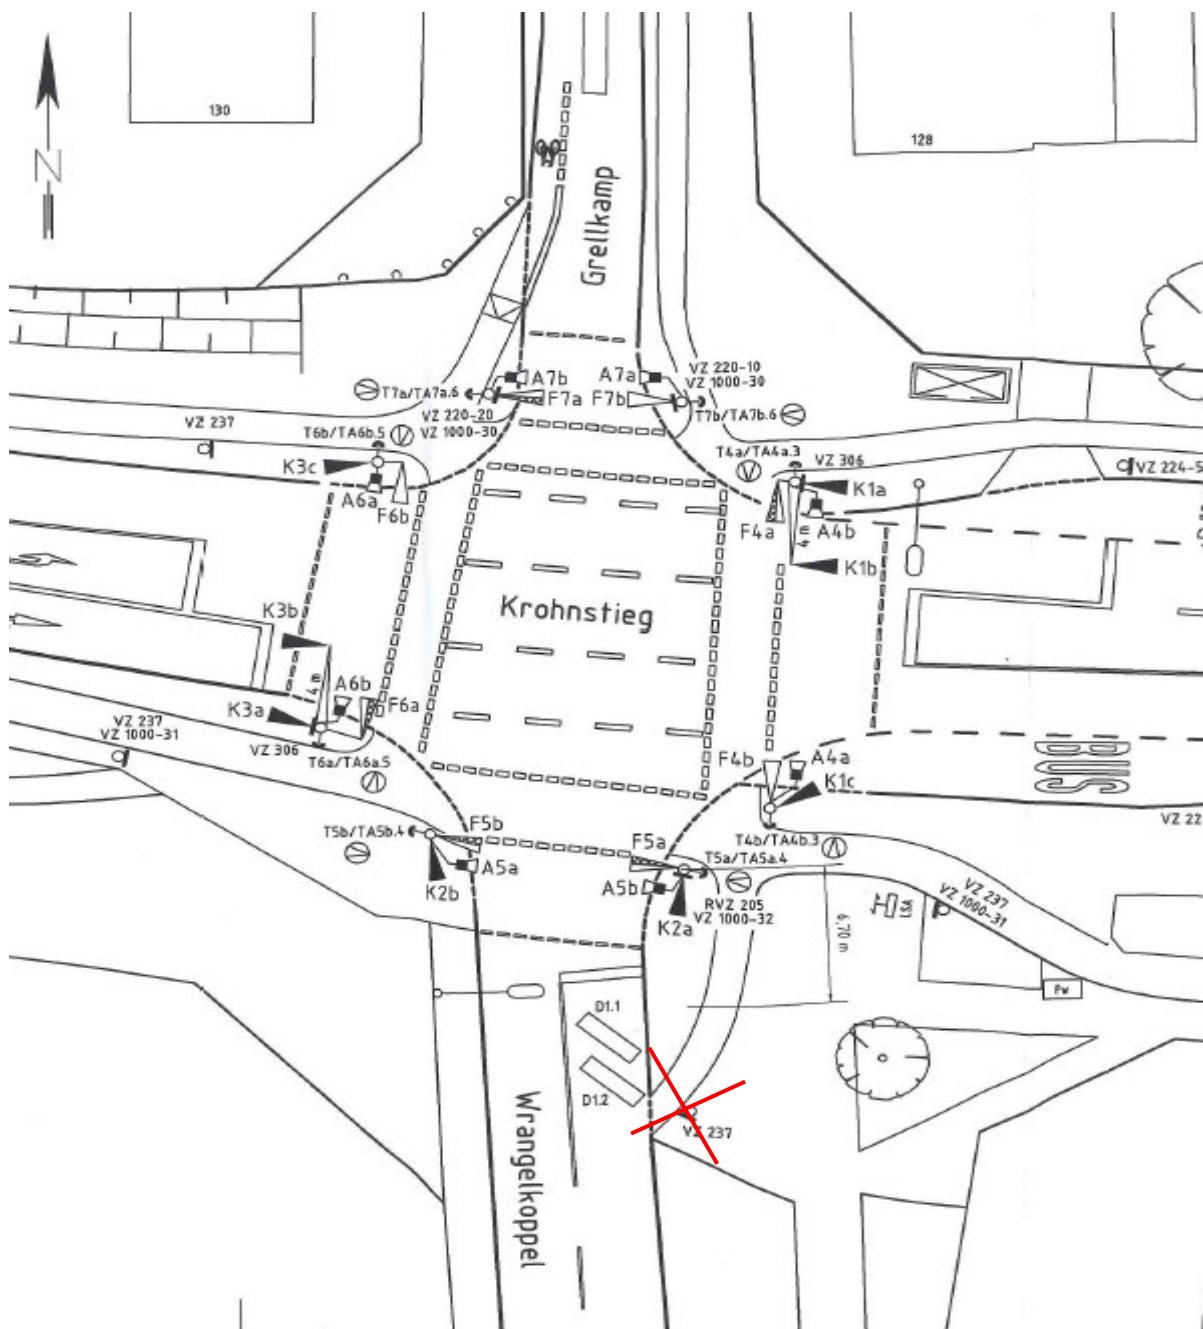 130
128
N
Grellkamp
A7b
A7a
VZ 220-10
VZ 1000-30
T7a/TA7a.6
F7a
F7b
VZ 237
VZ 220-20
VZ 1000-30
T7b/TA7b.6
T6b/TA6b.5
T4a/TA4a.3
VZ 306
K3c
VZ 224-5
K1a
A6a
F6b
F4a
A4b
K1b
K3b
Krohnstieg
4 m
A6b
F6a
K3a
VZ 237
VZ 1000-31
VZ 306
T6a/TA6a.5
F4b
A4a
K1c
BUS
VZ 22
T5b/TA5b.4
F5b
T4b/TA4b.3
F5a
T5a/TA5a.4
A5a
K2b
A5b
RVZ 205
VZ 1000-32
K2a
VZ 237
VZ 1000-31
LSA
6,70 m
Fw
D1.1
D1.2
VZ 237
Wrangelkoppel